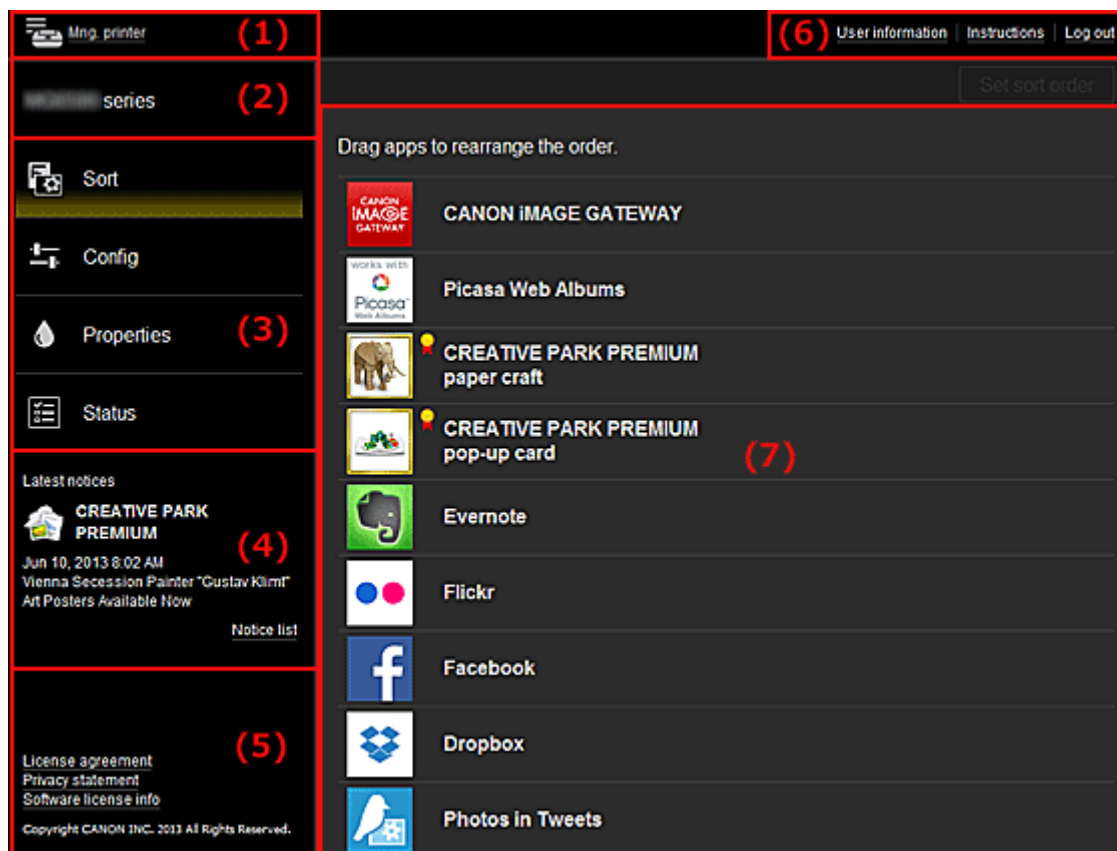 Mng. printer
(1)
(6)
User information
Instructions
Log out
series
(2)
Set sort order
Sort
Config
Properties
(3)
Status
Latest notices
CREATIVE PARK
PREMIUM
(4)
Jun 10, 2013 8:02 AM
Vienna Secession Painter "Gustav Klimt"
Art Posters Available Now
Notice list
(5)
License agreement
Privacy statement
Software license info
Copyright CANON INC. 2013 All Rights Reserved.
Drag apps to rearrange the order.
CANON
iMAGE
GATEWAY
CANON iMAGE GATEWAY
works with
Picasa
Web Albums
Picasa Web Albums
CREATIVE PARK PREMIUM
paper craft
CREATIVE PARK PREMIUM
pop-up card
(7)
Evernote
Flickr
f
Facebook
Dropbox
Photos in Tweets